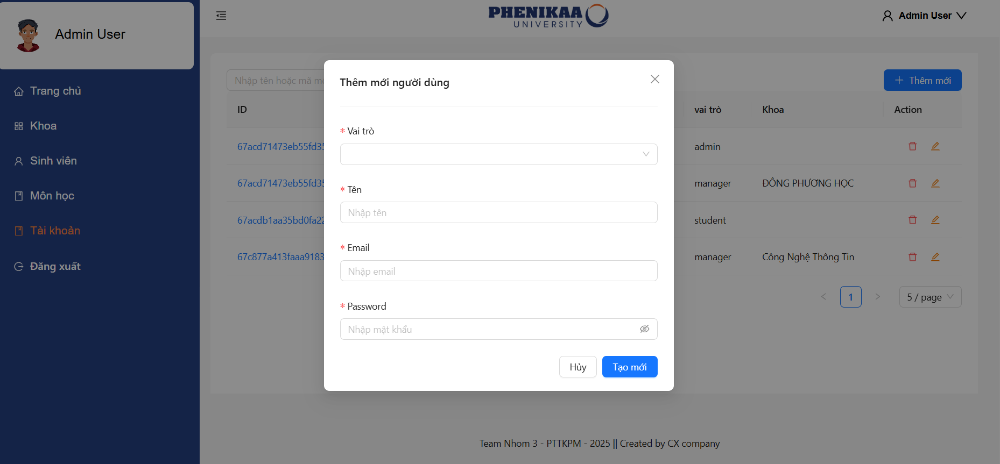 Admin User
PHENIKAA
UNIVERSITY
Admin User
Trang chủ
Khoa
Sinh viên
Môn học
Tài khoản
Đăng xuất
Nhập tên hoặc mã
Thêm mới
ID
vai trò
Khoa
Action
67acd71473eb55fd35
admin
67acd71473eb55fd35
manager
ĐÔNG PHƯƠNG HỌC
67acdb1aa35bd0fa22
student
67c877a413faaa9183
manager
Công Nghệ Thông Tin
1
5 / page
Thêm mới người dùng
* Vai trò
* Tên
Nhập tên
* Email
Nhập email
* Password
Nhập mật khẩu
Hủy
Tạo mới
Team Nhom 3 - PTTKPM - 2025 || Created by CX company